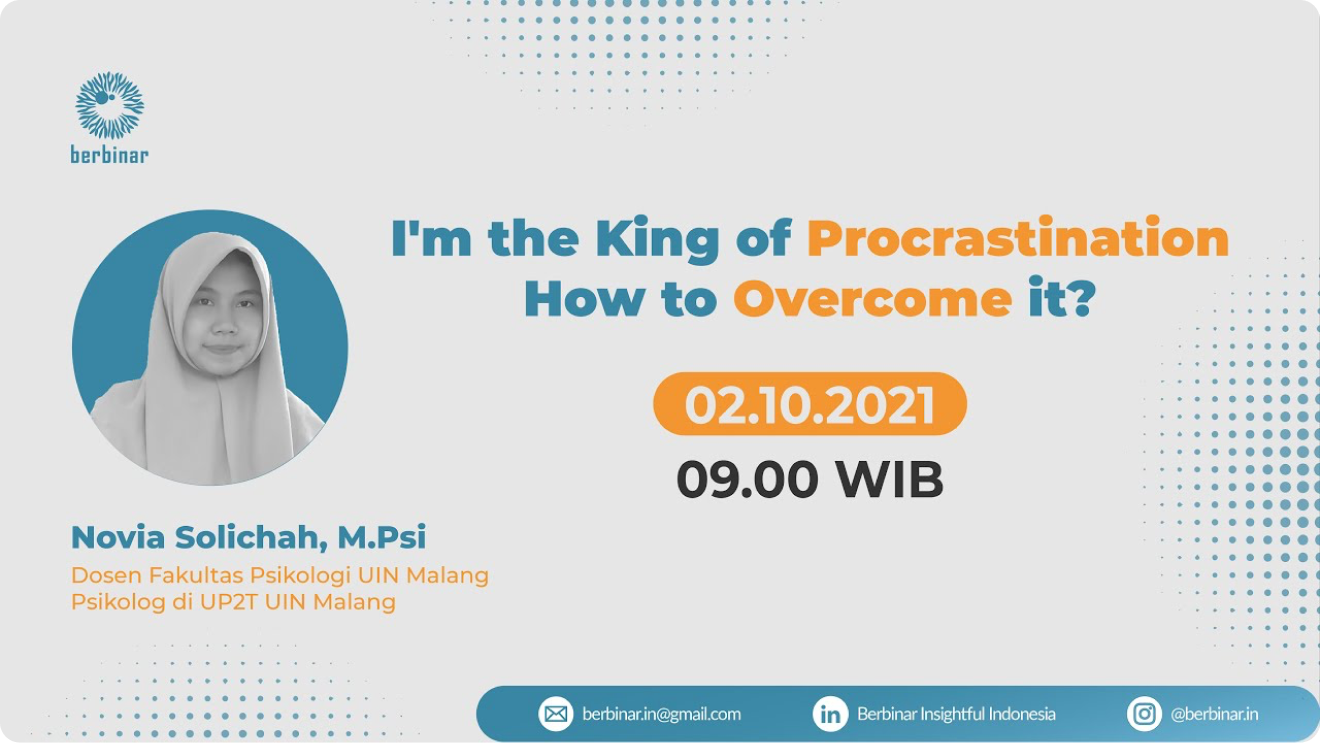 berbinar
I'm the King of Procrastination
How to Overcome it?
02.10.2021
09.00 WIB
Novia Solichah, M.Psi
Dosen Fakultas Psikologi UIN Malang
Psikolog di UP2T UIN Malang
berbinar.in@gmail.com
in
Berbinar Insightful Indonesia
@berbinar.in